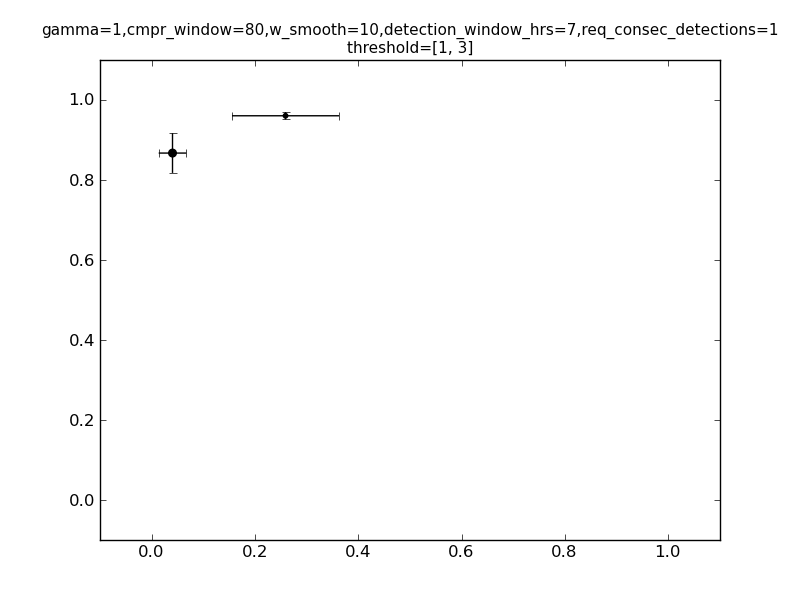 gamma=1,cmpr_window=80,w_smooth=10,detection_window_hrs=7,req_consec_detections=1
threshold=[1, 3]
1.0
0.8
0.6
0.4
0.2
0.0
0.0 0.2 0.4 0.6 0.8 1.0